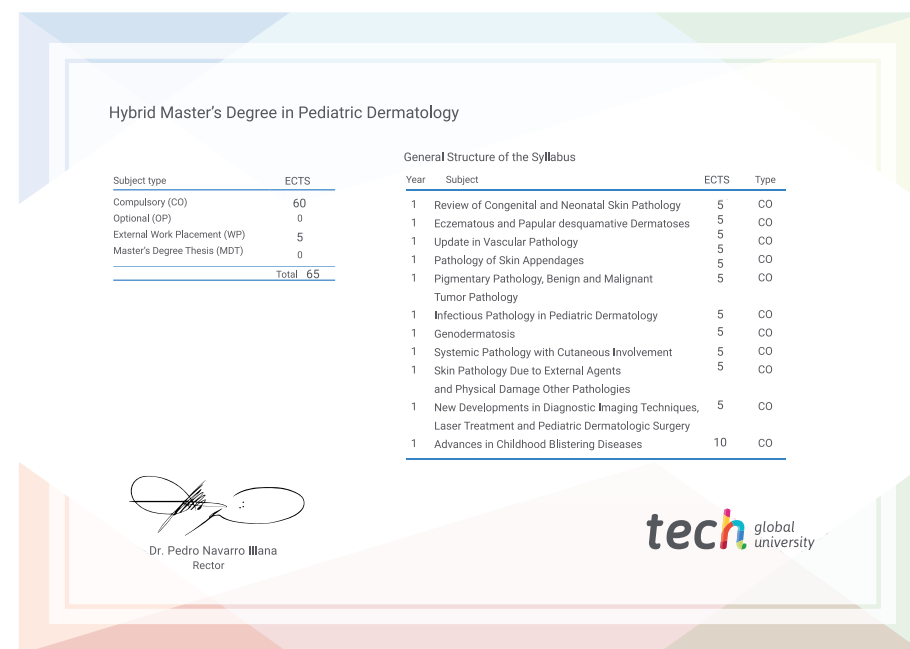 Hybrid Master's Degree in Pediatric Dermatology
Subject type ECTS
Compulsory (CO) 60
Optional (OP) 0
External Work Placement (WP) 5
Master's Degree Thesis (MDT) 0
Total 65
General Structure of the Syllabus
Year Subject ECTS Type
1 Review of Congenital and Neonatal Skin Pathology 5 CO
1 Eczematous and Papular desquamative Dermatoses 5 CO
1 Update in Vascular Pathology 5 CO
1 Pathology of Skin Appendages 5 CO
1 Pigmentary Pathology, Benign and Malignant 5 5 CO
Tumor Pathology
1 Infectious Pathology in Pediatric Dermatology 5 CO
1 Genodermatosis 5 CO
1 Systemic Pathology with Cutaneous Involvement 5 CO
1 Skin Pathology Due to External Agents 5 CO
and Physical Damage Other Pathologies
1 New Developments in Diagnostic Imaging Techniques, 5 CO
Laser Treatment and Pediatric Dermatologic Surgery
1 Advances in Childhood Blistering Diseases 10 CO
Dr. Pedro Navarro Illana
Rector
tech global
university